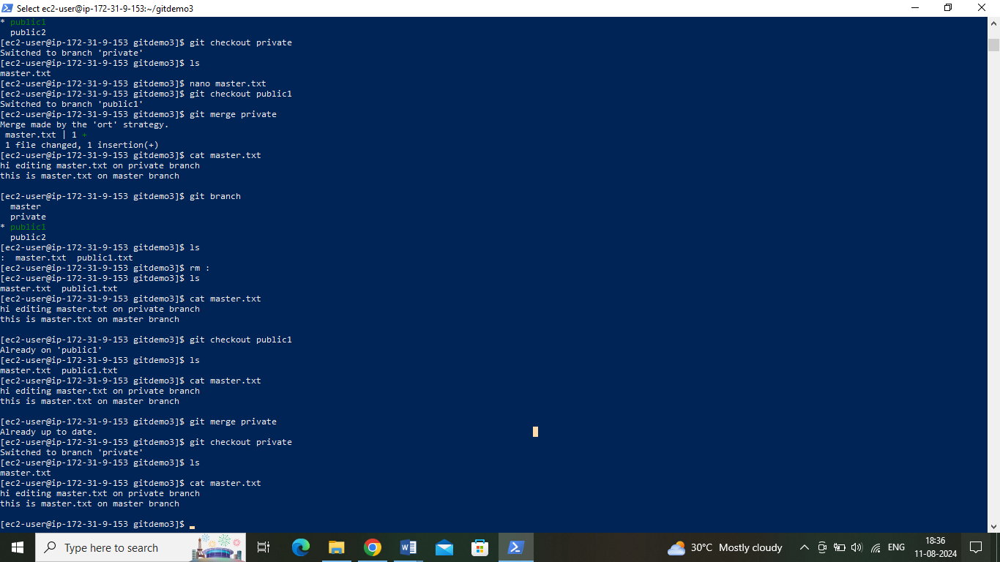 Select ec2-user@ip-172-31-9-153:~/gitdemo3
* public1
  public2
[ec2-user@ip-172-31-9-153 gitdemo3]$ git checkout private
Switched to branch 'private'
[ec2-user@ip-172-31-9-153 gitdemo3]$ ls
master.txt
[ec2-user@ip-172-31-9-153 gitdemo3]$ nano master.txt
[ec2-user@ip-172-31-9-153 gitdemo3]$ git checkout public1
Switched to branch 'public1'
[ec2-user@ip-172-31-9-153 gitdemo3]$ git merge private
Merge made by the 'ort' strategy.
 master.txt | 1 +
 1 file changed, 1 insertion(+)
[ec2-user@ip-172-31-9-153 gitdemo3]$ cat master.txt
hi editing master.txt on private branch
this is master.txt on master branch
[ec2-user@ip-172-31-9-153 gitdemo3]$ git branch
  master
  private
* public1
  public2
[ec2-user@ip-172-31-9-153 gitdemo3]$ ls
:  master.txt  public1.txt
[ec2-user@ip-172-31-9-153 gitdemo3]$ rm :
[ec2-user@ip-172-31-9-153 gitdemo3]$ ls
master.txt  public1.txt
[ec2-user@ip-172-31-9-153 gitdemo3]$ cat master.txt
hi editing master.txt on private branch
this is master.txt on master branch
[ec2-user@ip-172-31-9-153 gitdemo3]$ git checkout public1
Already on 'public1'
[ec2-user@ip-172-31-9-153 gitdemo3]$ ls
master.txt  public1.txt
[ec2-user@ip-172-31-9-153 gitdemo3]$ cat master.txt
hi editing master.txt on private branch
this is master.txt on master branch
[ec2-user@ip-172-31-9-153 gitdemo3]$ git merge private
Already up to date.
[ec2-user@ip-172-31-9-153 gitdemo3]$ git checkout private
Switched to branch 'private'
[ec2-user@ip-172-31-9-153 gitdemo3]$ ls
master.txt
[ec2-user@ip-172-31-9-153 gitdemo3]$ cat master.txt
hi editing master.txt on private branch
this is master.txt on master branch
[ec2-user@ip-172-31-9-153 gitdemo3]$
Type here to search
30°C Mostly cloudy
ENG
18:36
11-08-2024